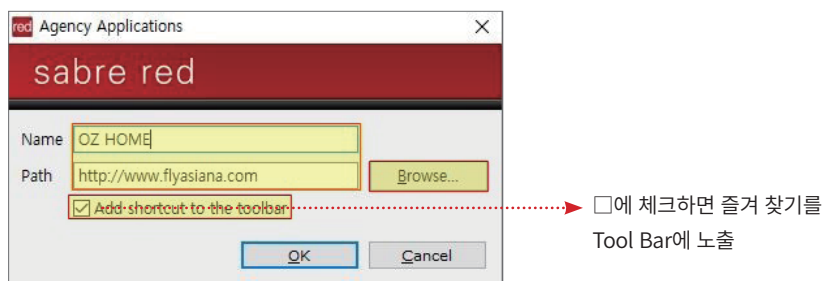 red Agency Applications
sabre red
Name OZ HOME
Path http://www.flyasiana.com Browse...
Add shortcut to the toolbar
□에 체크하면 즐겨 찾기를
Tool Bar에 노출
OK Cancel